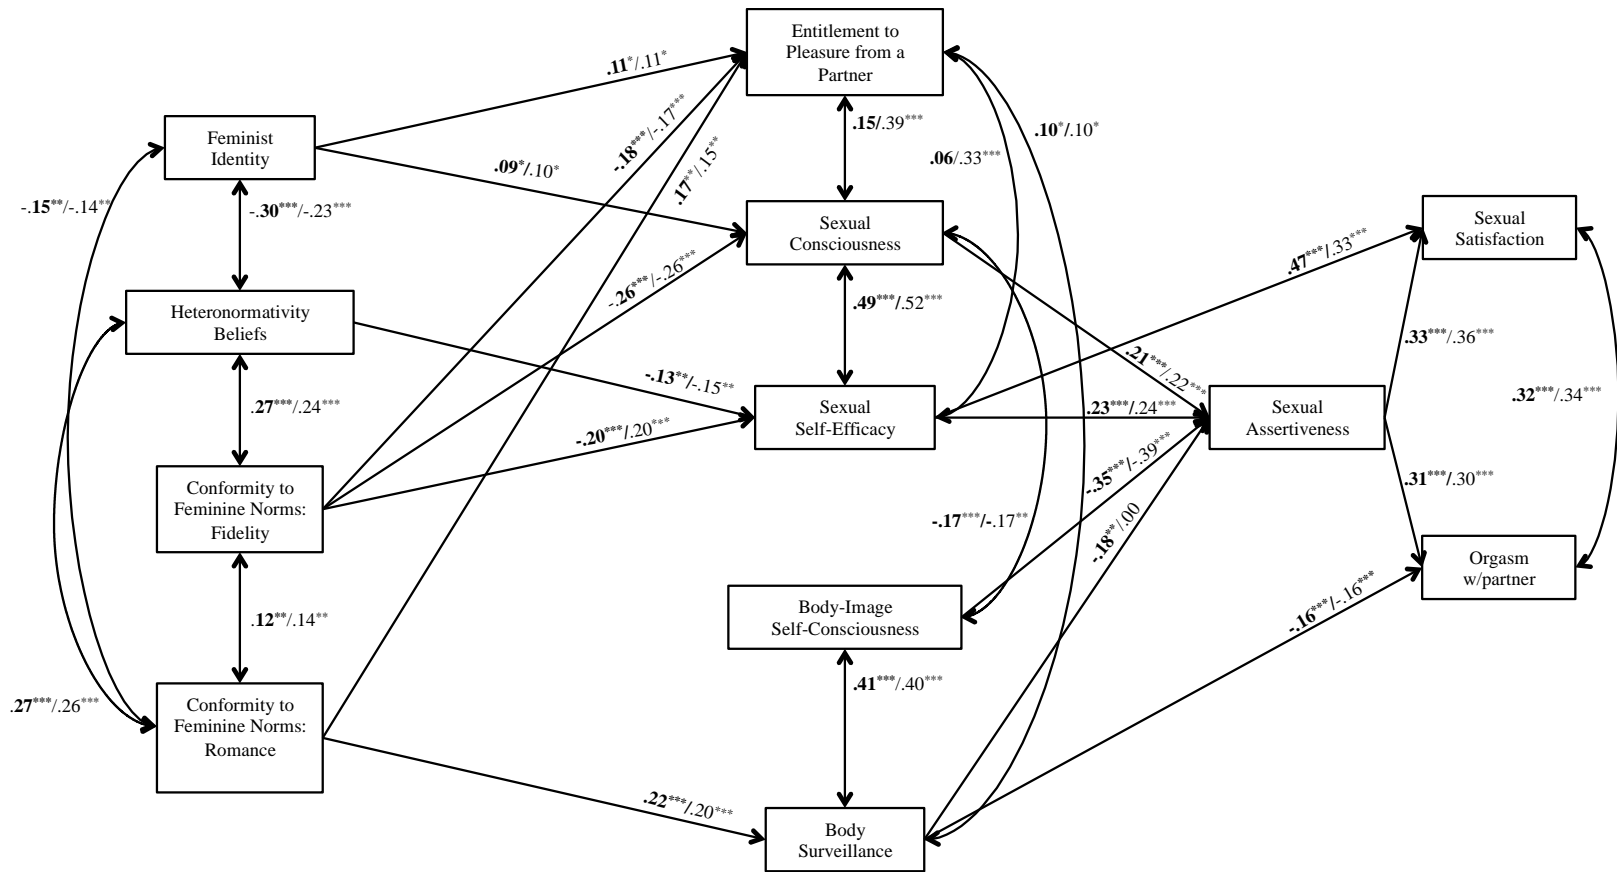 Entitlement to
Pleasure from a
Partner
.11*/.11*
Feminist
Identity
-.18***/-.17***
.17**/.15**
.15/.39***
.10*/.10*
.09*/.10*
.06/.33***
-.15**/-.14**
-.30***/-.23***
Sexual
Consciousness
Sexual
Satisfaction
-.26***/-.26***
.47***/.33***
Heteronormativity
Beliefs
.49***/.52***
.33***/.36***
.21***/.22***
-.13**/-.15**
.27***/.24***
Sexual
Self-Efficacy
.23***/.24***
Sexual
Assertiveness
.32***/.34***
-.20***/.20***
-.35***/-.39***
.31***/.30***
Conformity to
Feminine Norms:
Fidelity
-.17***/-.17**
-.18**/.00
Orgasm
w/partner
.12**/.14**
Body-Image
Self-Consciousness
-.16***/-.16***
.41***/.40***
.27***/.26***
Conformity to
Feminine Norms:
Romance
.22***/.20***
Body
Surveillance